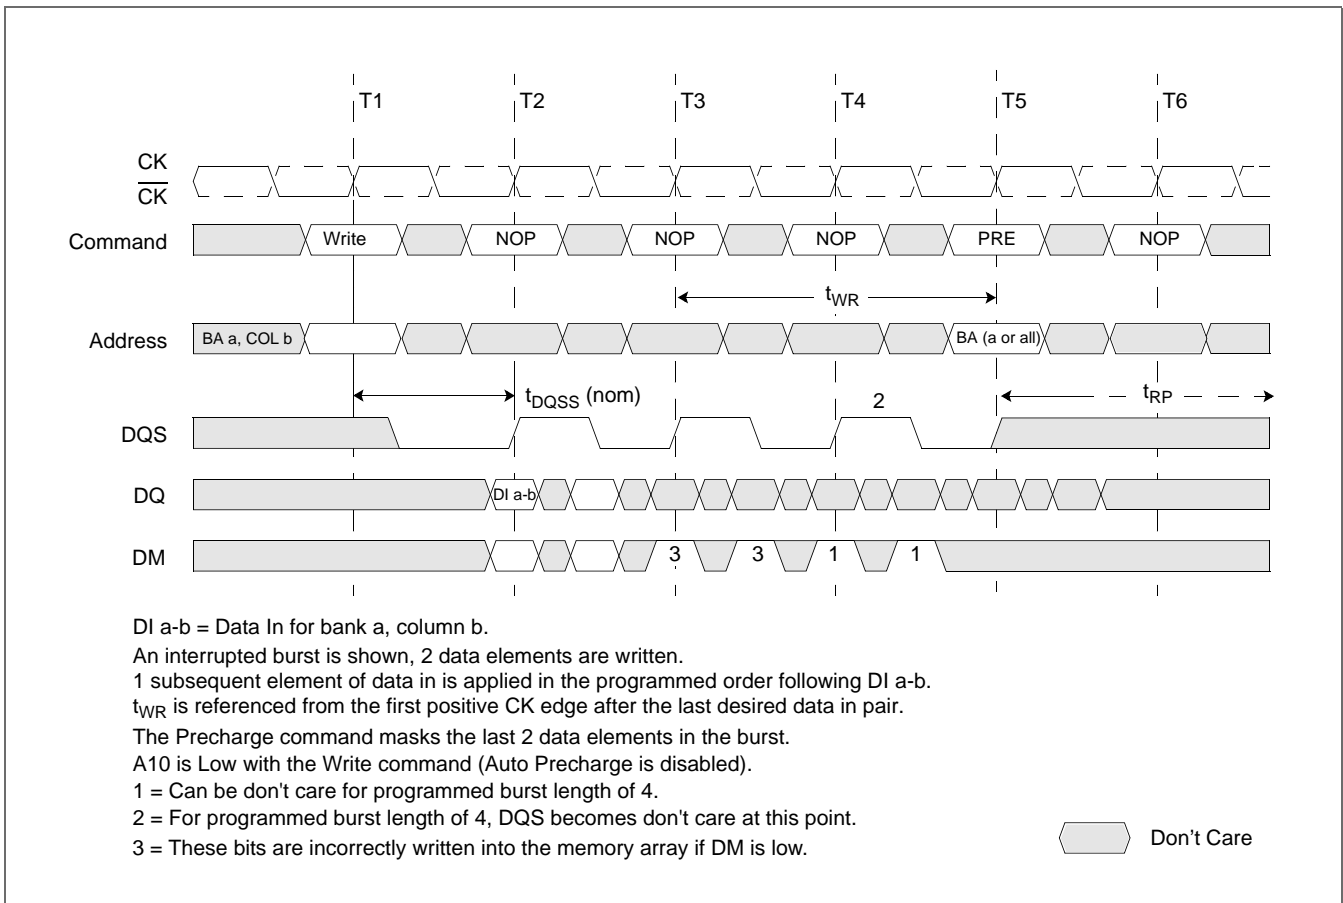 T1 T2 T3 T4 T5 T6
CK
CK
Command Write NOP NOP NOP PRE NOP
tWR
Address BA a, COL b BA (a or all)
tDQSS (nom) 2 tRP
DQS
DQ DI a-b
DM 3 3 1 1
DI a-b = Data In for bank a, column b.
An interrupted burst is shown, 2 data elements are written.
1 subsequent element of data in is applied in the programmed order following DI a-b.
tWR is referenced from the first positive CK edge after the last desired data in pair.
The Precharge command masks the last 2 data elements in the burst.
A10 is Low with the Write command (Auto Precharge is disabled).
1 = Can be don't care for programmed burst length of 4.
2 = For programmed burst length of 4, DQS becomes don't care at this point.
3 = These bits are incorrectly written into the memory array if DM is low.
Don't Care